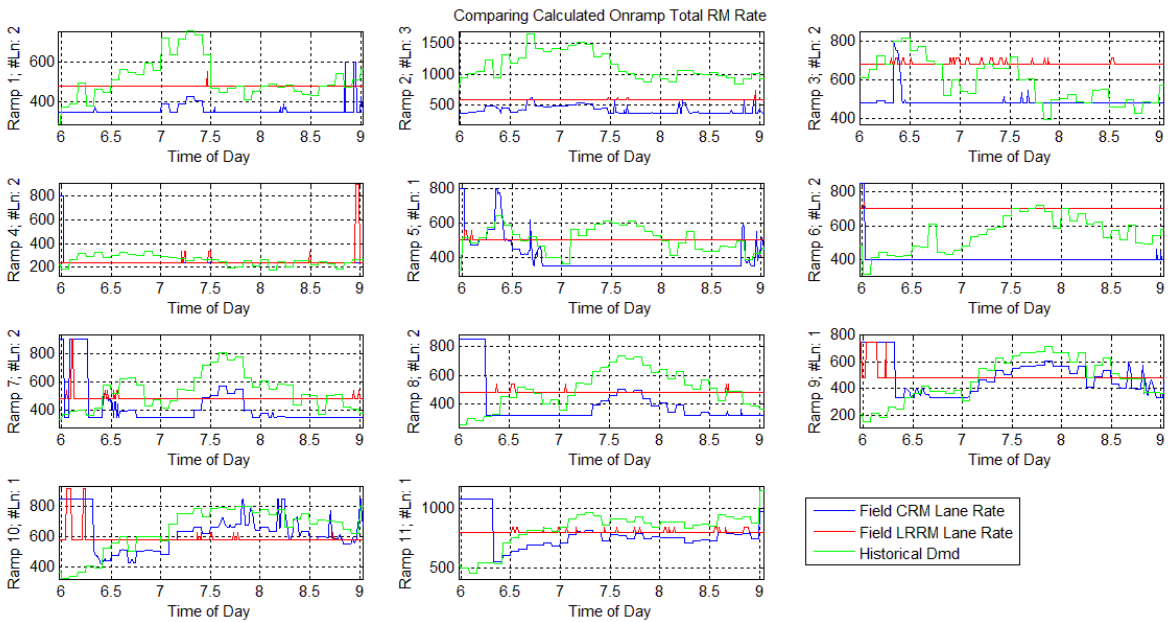 Comparing Calculated Onramp Total RM Rate
Ramp 1; #Ln: 2
600
400
6 6.5 7 7.5 8 8.5 9
Time of Day
Ramp 2; #Ln: 3
1500
1000
500
6 6.5 7 7.5 8 8.5 9
Time of Day
Ramp 3; #Ln: 2
800
600
400
6 6.5 7 7.5 8 8.5 9
Time of Day
Ramp 4; #Ln: 2
800
600
400
200
6 6.5 7 7.5 8 8.5 9
Time of Day
Ramp 5; #Ln: 1
800
600
400
6 6.5 7 7.5 8 8.5 9
Time of Day
Ramp 6; #Ln: 2
800
600
400
6 6.5 7 7.5 8 8.5 9
Time of Day
Ramp 7; #Ln: 2
800
600
400
6 6.5 7 7.5 8 8.5 9
Time of Day
Ramp 8; #Ln: 2
800
600
400
6 6.5 7 7.5 8 8.5 9
Time of Day
Ramp 9; #Ln: 1
800
600
400
200
6 6.5 7 7.5 8 8.5 9
Time of Day
Ramp 10; #Ln: 1
800
600
400
6 6.5 7 7.5 8 8.5 9
Time of Day
Ramp 11; #Ln: 1
1000
500
6 6.5 7 7.5 8 8.5 9
Time of Day
Field CRM Lane Rate
Field LRRM Lane Rate
Historical Dmd